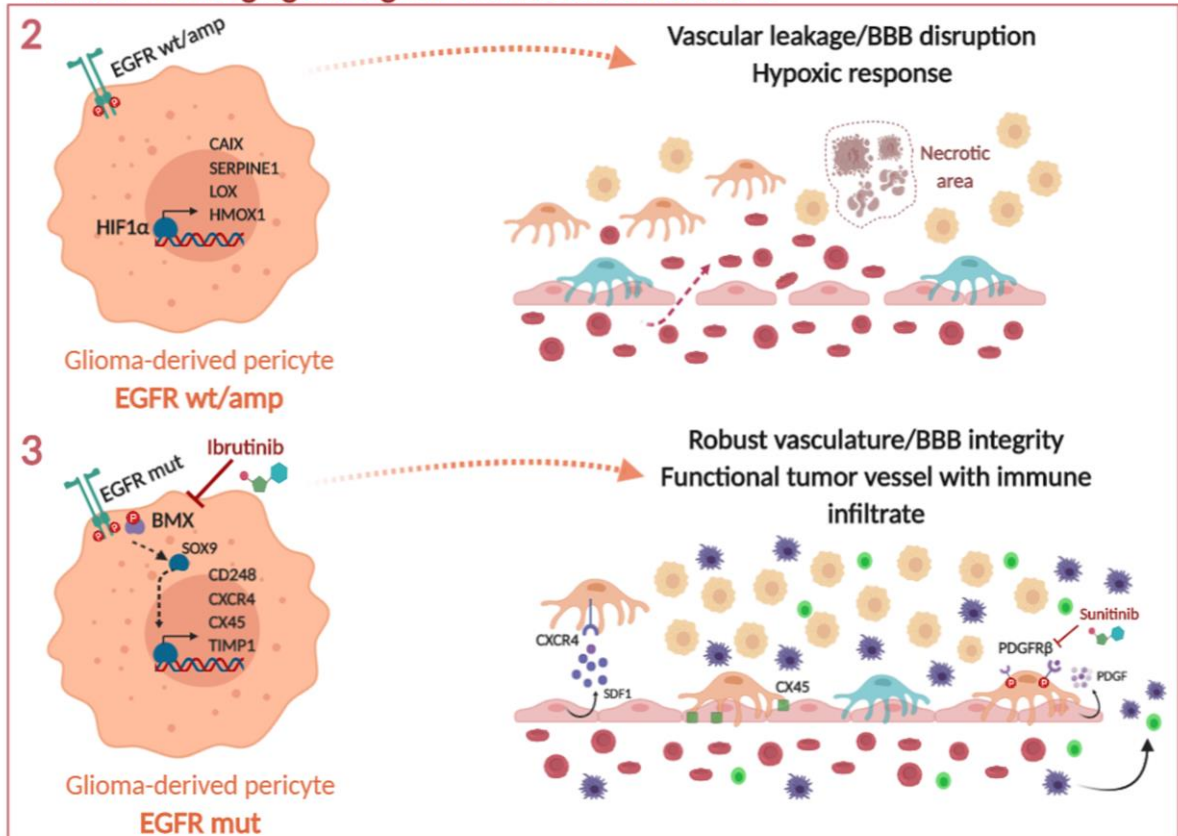 2
EGFR wt/amp
P
P
CAIX
SERPINE1
LOX
HMOX1
HIF1α
Glioma-derived pericyte
EGFR wt/amp
Vascular leakage/BBB disruption
Hypoxic response
Necrotic
area
3
Ibrutinib
EGFR mut
P
P
P
BMX
SOX9
CD248
CXCR4
CX45
TIMP1
Glioma-derived pericyte
EGFR mut
Robust vasculature/BBB integrity
Functional tumor vessel with immune
infiltrate
CXCR4
SDF1
CX45
Sunitinib
PDGFRβ
P
P
PDGF